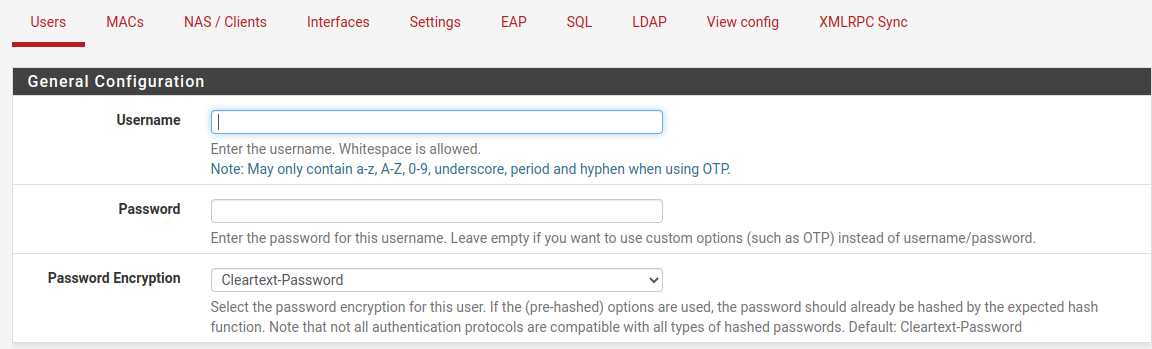 Users MACs NAS / Clients Interfaces Settings EAP SQL LDAP View config XMLRPC Sync
General Configuration
Username
Enter the username. Whitespace is allowed.
Note: May only contain a-z, A-Z, 0-9, underscore, period and hyphen when using OTP.
Password
Enter the password for this username. Leave empty if you want to use custom options (such as OTP) instead of username/password.
Password Encryption Cleartext-Password
Select the password encryption for this user. If the (pre-hashed) options are used, the password should already be hashed by the expected hash
function. Note that not all authentication protocols are compatible with all types of hashed passwords. Default: Cleartext-Password